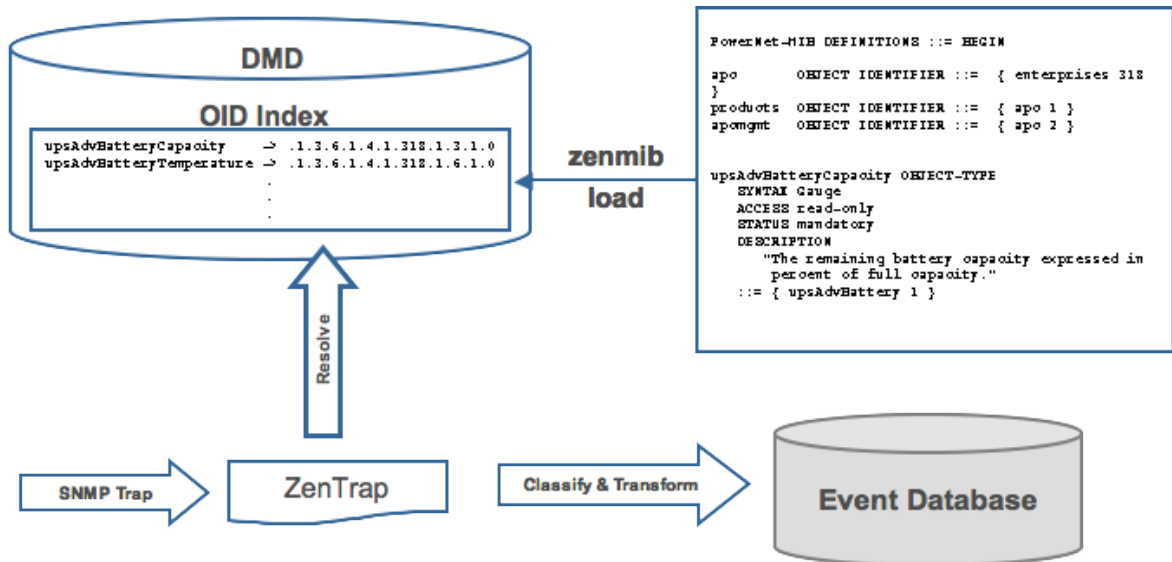 DMD
OID Index
upsAdvBatteryCapacity -> .1.3.6.1.4.1.318.1.3.1.0
upsAdvBatteryTemperature -> .1.3.6.1.4.1.318.1.6.1.0
.
.
.
zenmib
load
PowerNet-MIB DEFINITIONS ::= BEGIN
apc OBJECT IDENTIFIER ::= { enterprises 318
}
products OBJECT IDENTIFIER ::= { apc 1 }
apcmgmt OBJECT IDENTIFIER ::= { apc 2 }
upsAdvBatteryCapacity OBJECT-TYPE
SYNTAX Gauge
ACCESS read-only
STATUS mandatory
DESCRIPTION
"The remaining battery capacity expressed in
percent of full capacity."
::= { upsAdvBattery 1 }
Resolve
SNMP Trap
ZenTrap
Classify & Transform
Event Database